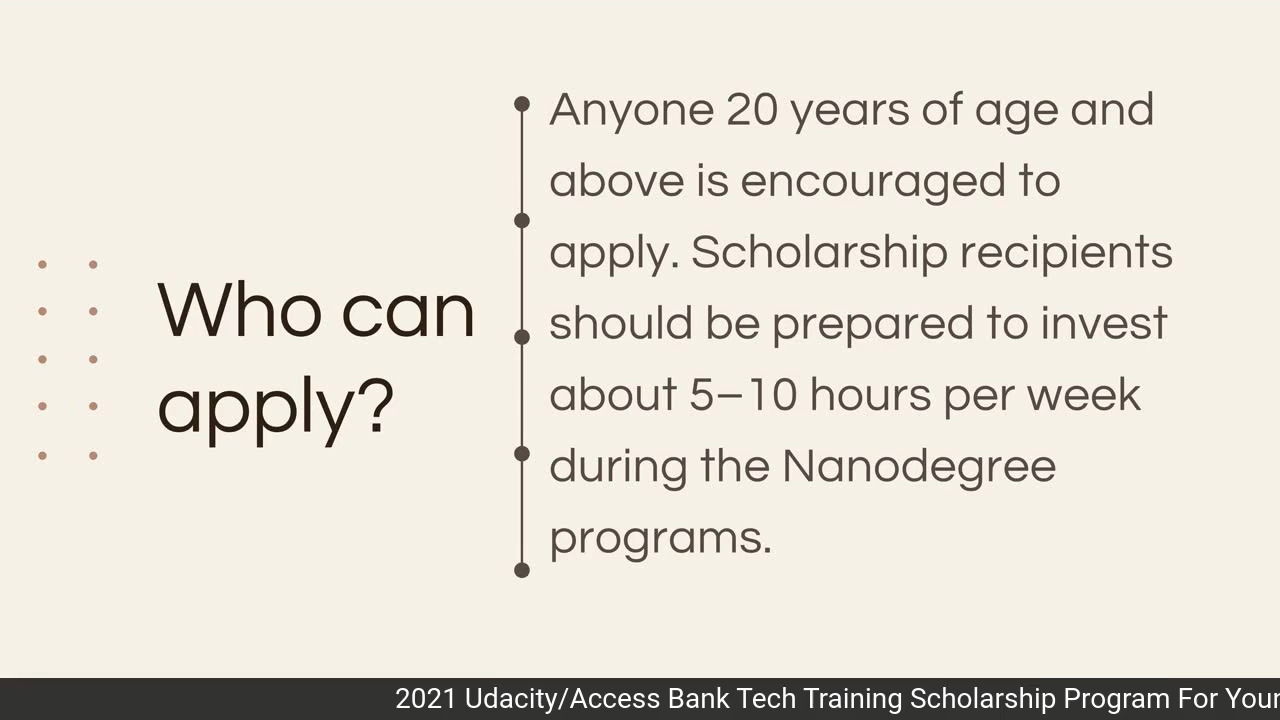 Who can
apply?
Anyone 20 years of age and
above is encouraged to
apply. Scholarship recipients
should be prepared to invest
about 5–10 hours per week
during the Nanodegree
programs.
2021 Udacity/Access Bank Tech Training Scholarship Program For